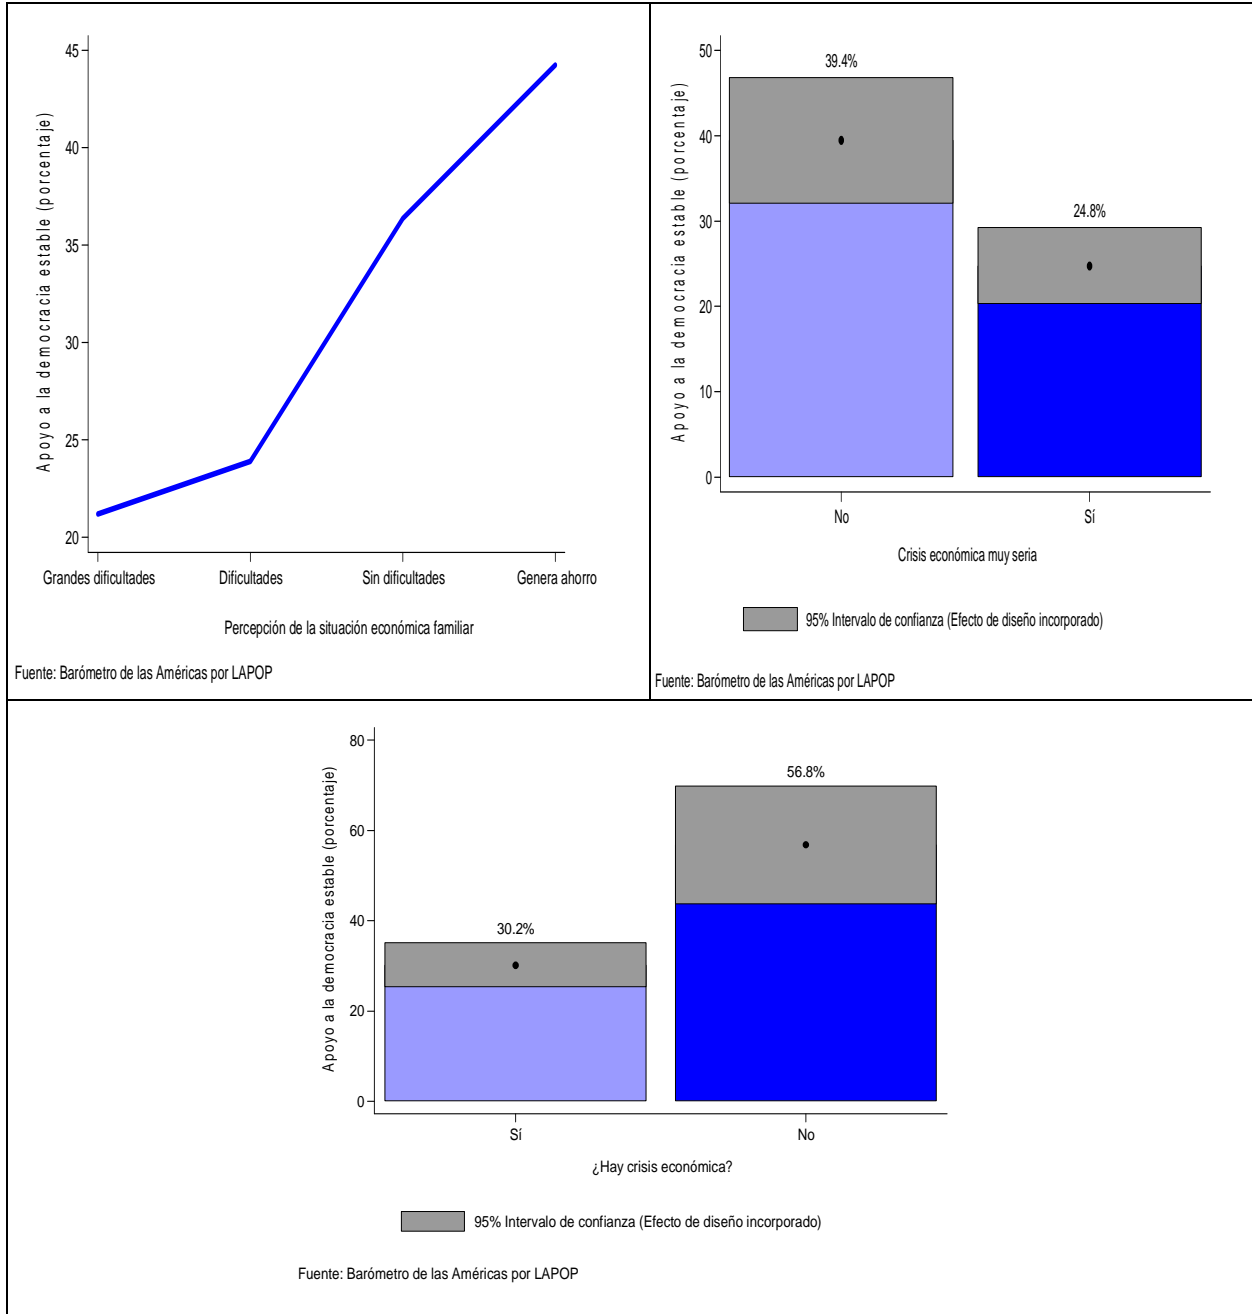 Apoyo a la democracia estable (porcentaje)
45
40
35
30
25
20
Grandes dificultades Dificultades Sin dificultades Genera ahorro
Percepción de la situación económica familiar
Fuente: Barómetro de las Américas por LAPOP
Apoyo a la democracia estable (porcentaje)
50
40
30
20
10
0
39.4%
24.8%
No Sí
Crisis económica muy seria
95% Intervalo de confianza (Efecto de diseño incorporado)
Fuente: Barómetro de las Américas por LAPOP
Apoyo a la democracia estable (porcentaje)
80
60
40
20
0
30.2%
56.8%
Sí No
¿Hay crisis económica?
95% Intervalo de confianza (Efecto de diseño incorporado)
Fuente: Barómetro de las Américas por LAPOP